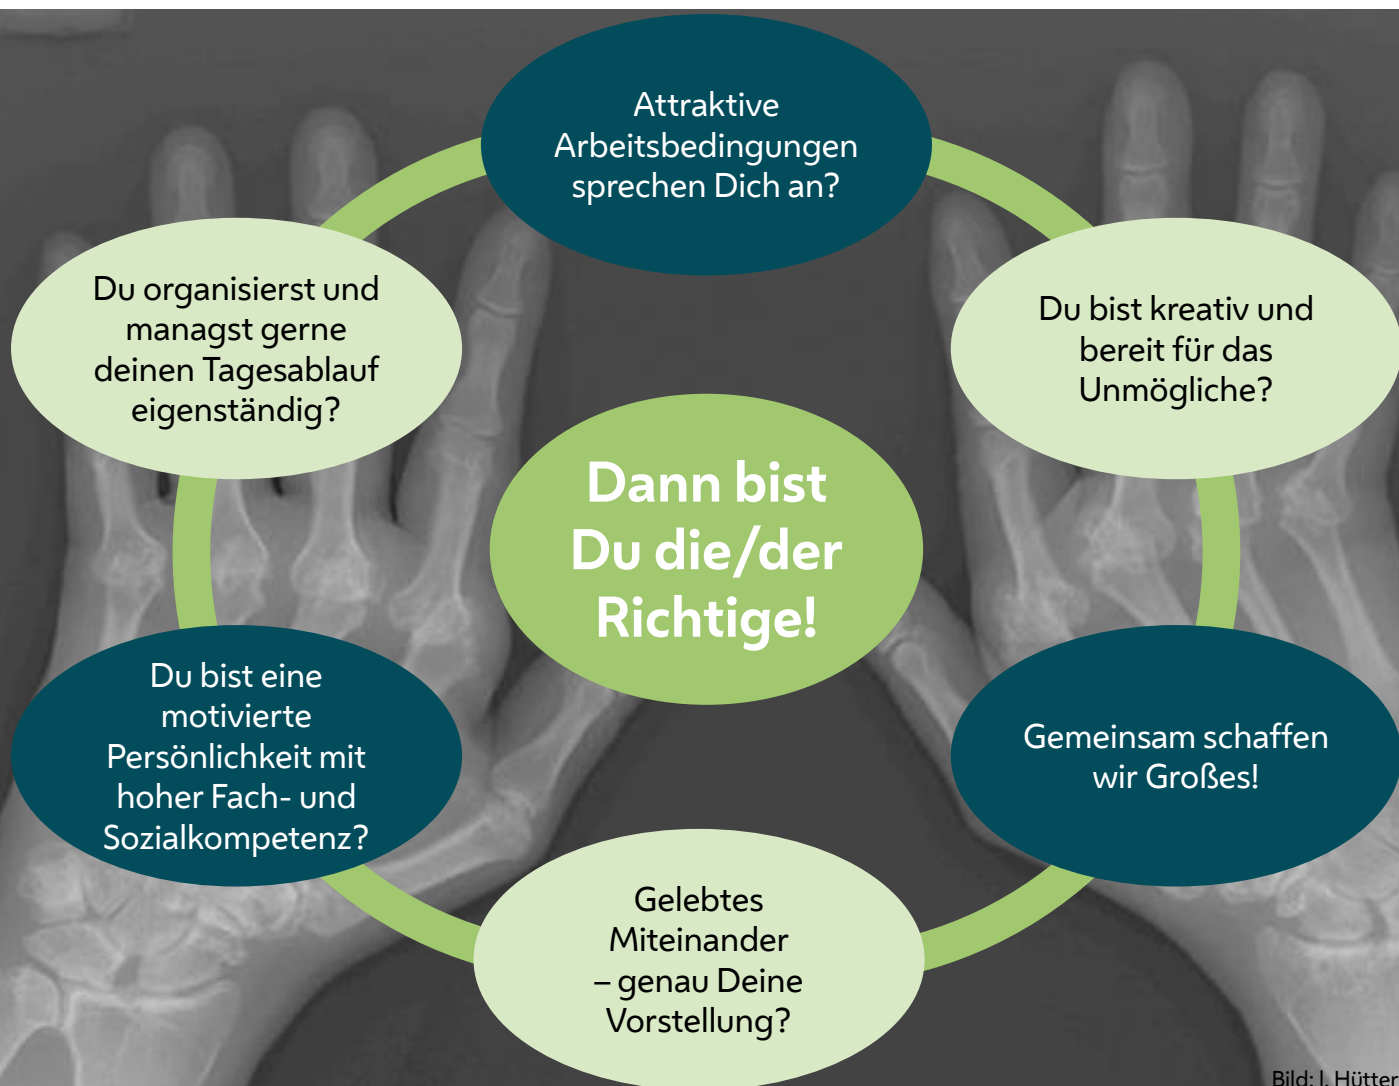 Attraktive
Arbeitsbedingungen
sprechen Dich an?
Du organisierst und
managst gerne
deinen Tagesablauf
eigenständig?
Du bist kreativ und
bereit für das
Unmögliche?
Dann bist
Du die/der
Richtige!
Du bist eine
motivierte
Persönlichkeit mit
hoher Fach- und
Sozialkompetenz?
Gemeinsam schaffen
wir Großes!
Gelebtes
Miteinander
– genau Deine
Vorstellung?
Bild: I. Hütter